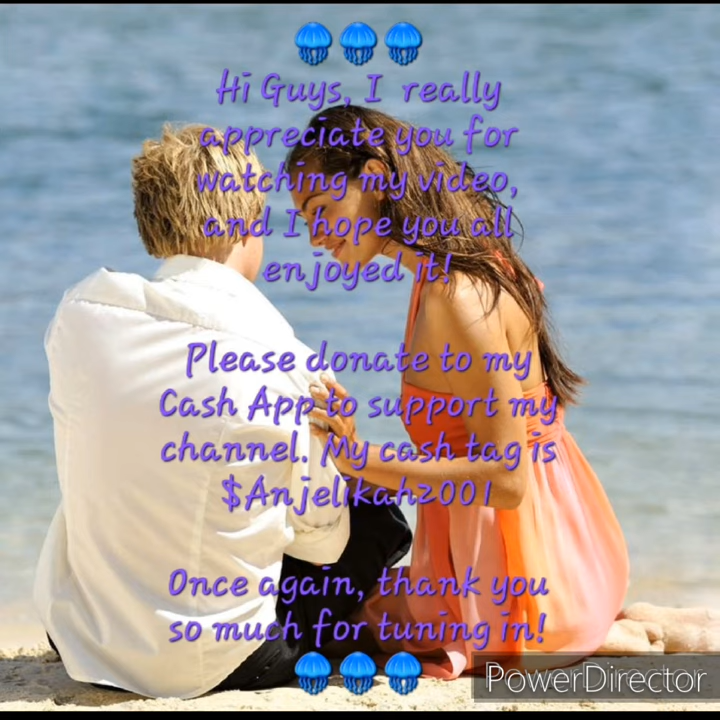 Hi Guys, I really
appreciate you for
watching my video,
and I hope you all
enjoyed it!
Please donate to my
Cash App to support my
channel. My cash tag is
$Anjelikah2001
Once again, thank you
so much for tuning in!
PowerDirector